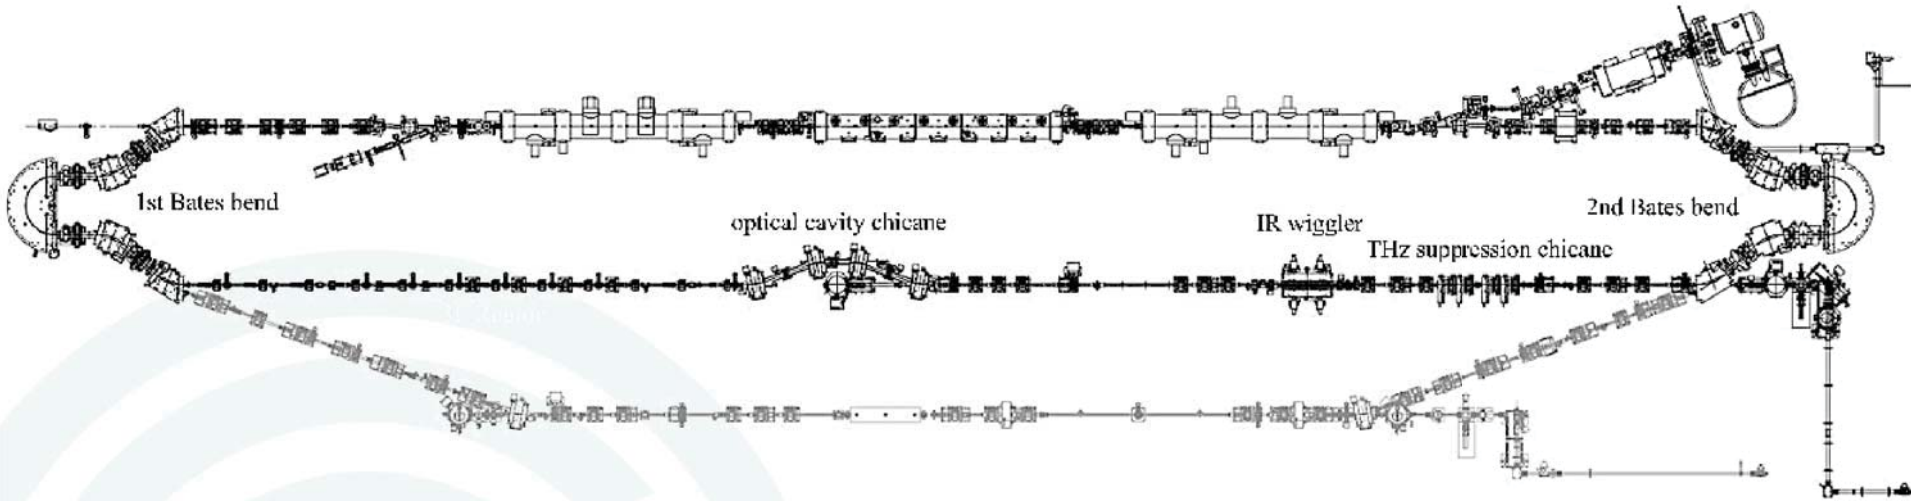 1st Bates bend
2nd Bates bend
optical cavity chicane
IR wiggler
THz suppression chicane